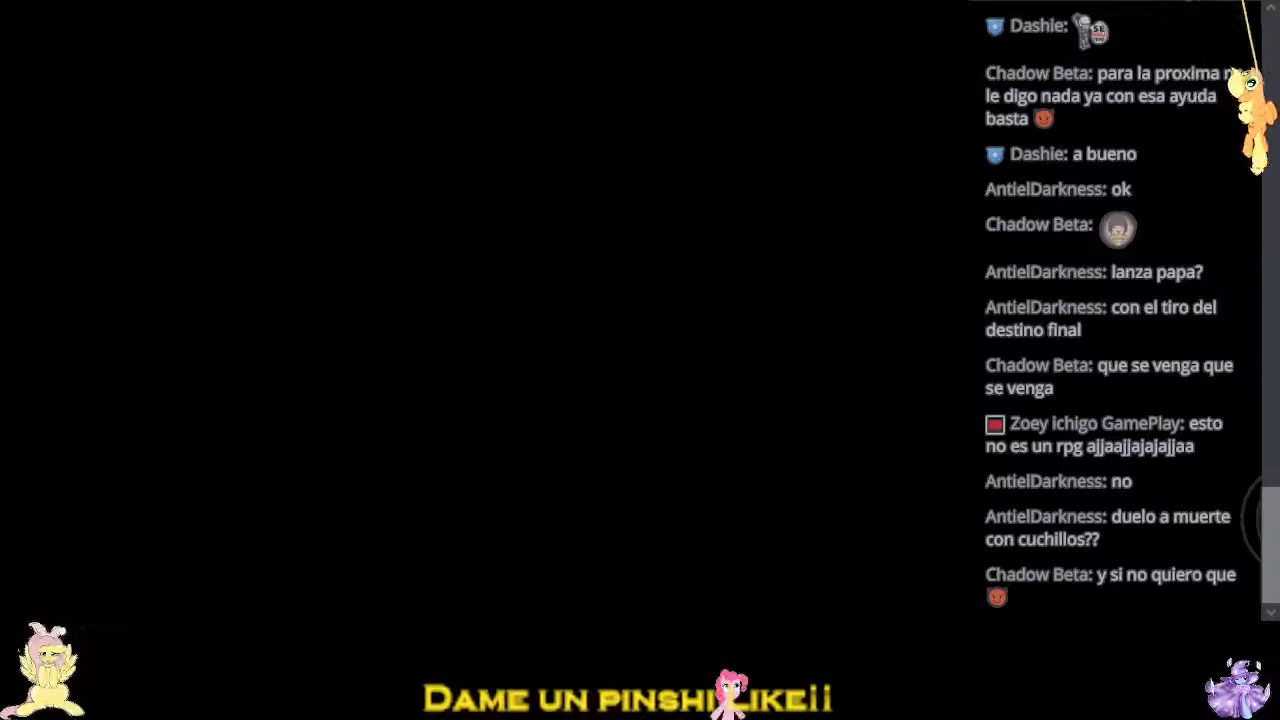 Dashie:
Chadow Beta: para la proxima
le digo nada ya con esa ayuda
basta
Dashie: a bueno
AntielDarkness: ok
Chadow Beta:
AntielDarkness: lanza papa?
AntielDarkness: con el tiro del
destino final
Chadow Beta: que se venga que
se venga
Zoey ichigo GamePlay: esto
no es un rpg ajjaajjajajajjaa
AntielDarkness: no
AntielDarkness: duelo a muerte
con cuchillos??
Chadow Beta: y si no quiero que
DAME UN PINSHI LIKE¡¡